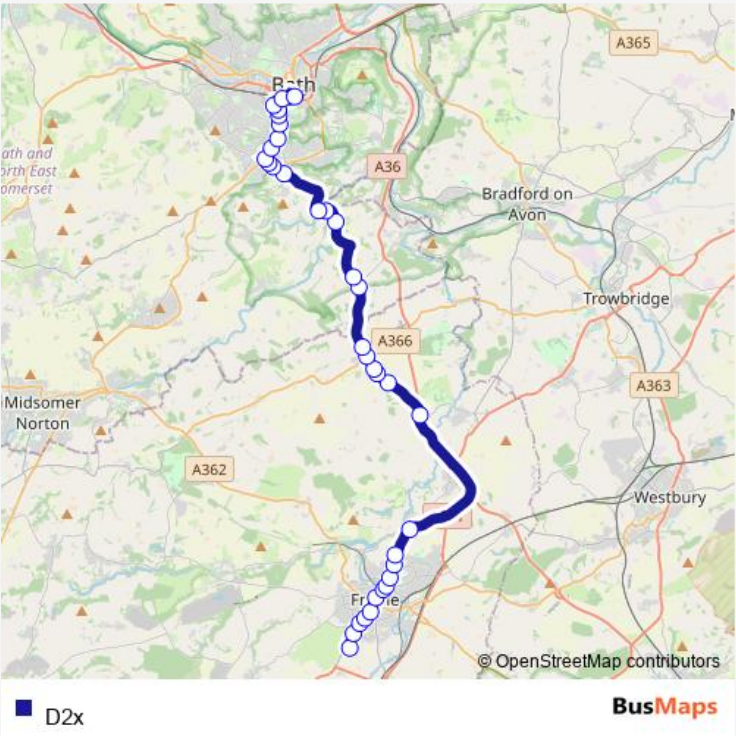 A365
Bath
ath and
orth East
omerset
A36
Bradford on
Avon
Trowbridge
A366
A363
Midsomer
Norton
A362
Westbury
© OpenStreetMap contributors
D2x
BusMaps